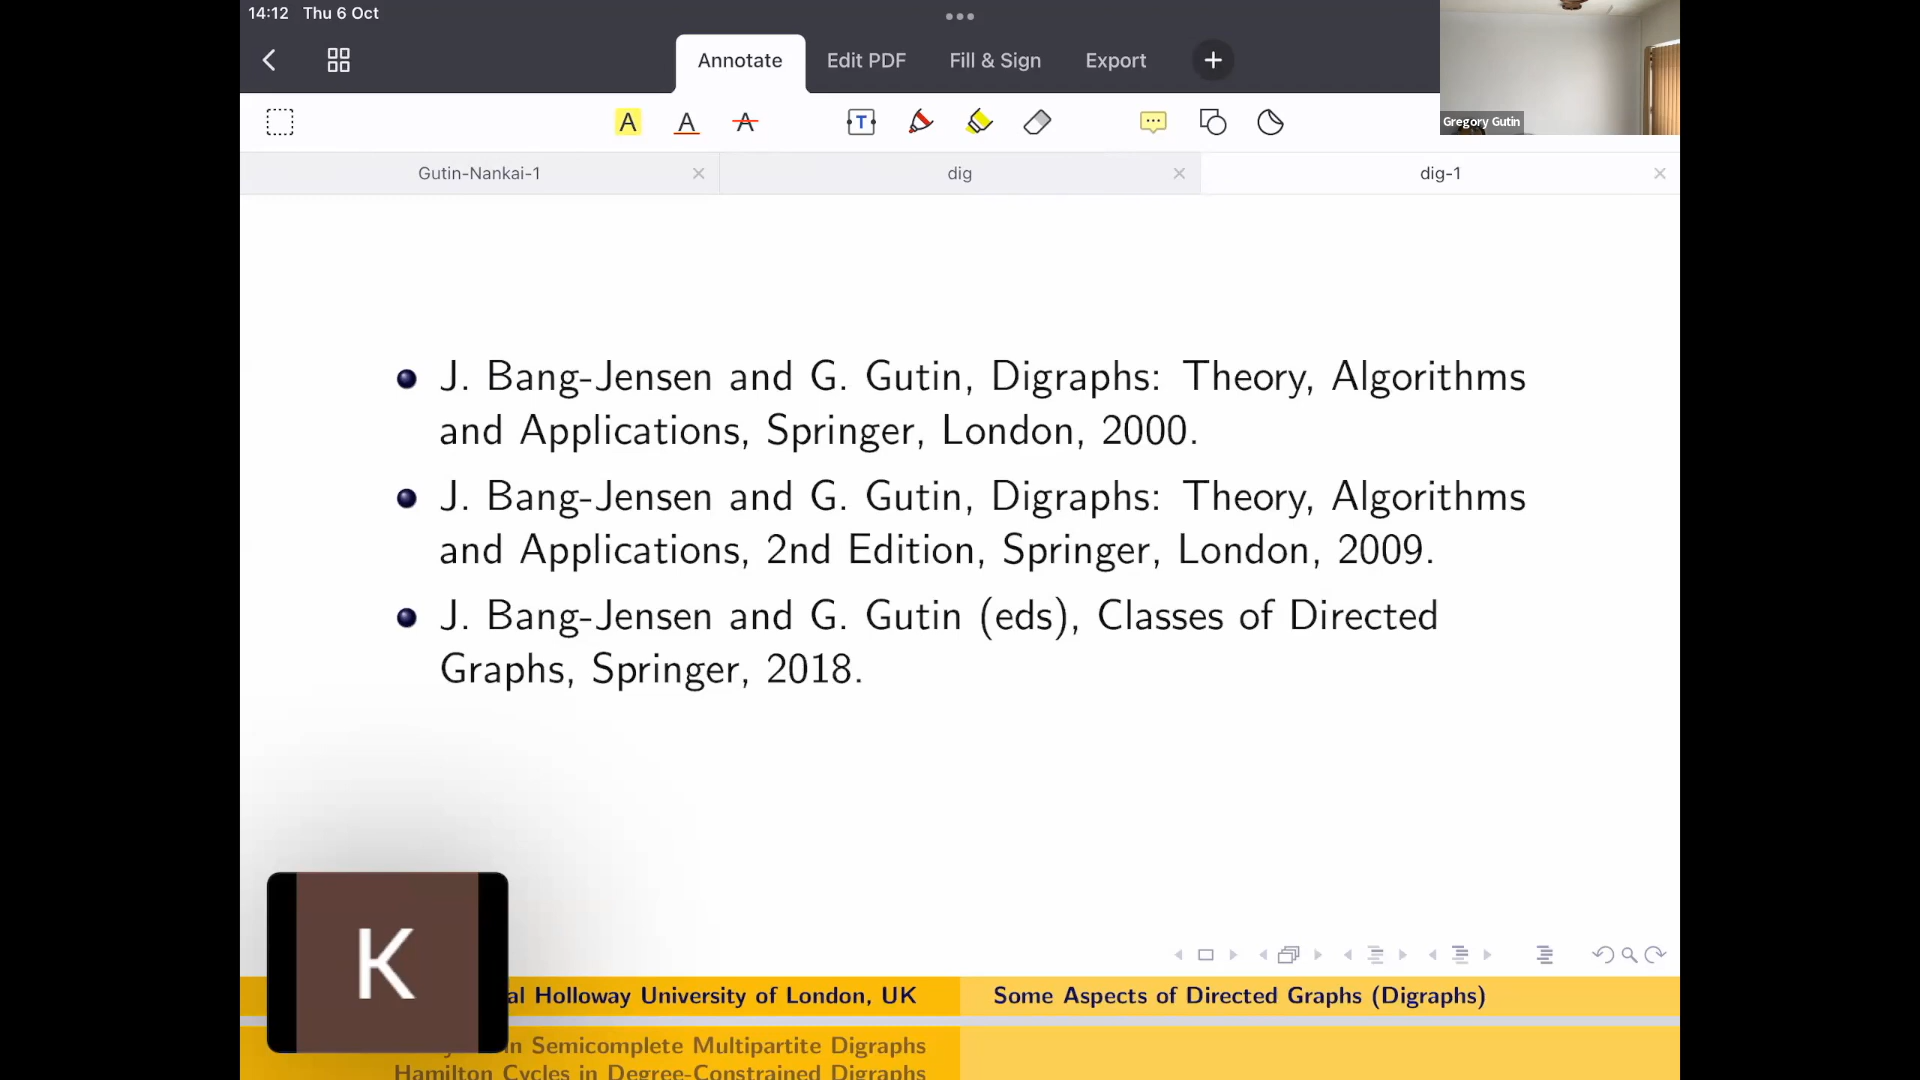 14:12 Thu 6 Oct
Annotate Edit PDF Fill & Sign Export
A A A T
Gregory Gutin
Gutin-Nankai-1 dig dig-1
J. Bang-Jensen and G. Gutin, Digraphs: Theory, Algorithms
and Applications, Springer, London, 2000.
J. Bang-Jensen and G. Gutin, Digraphs: Theory, Algorithms
and Applications, 2nd Edition, Springer, London, 2009.
J. Bang-Jensen and G. Gutin (eds), Classes of Directed
Graphs, Springer, 2018.
K
al Holloway University of London, UK Some Aspects of Directed Graphs (Digraphs)
in Semicomplete Multipartite Digraphs
Hamilton Cycles in Degree-Constrained Digraphs